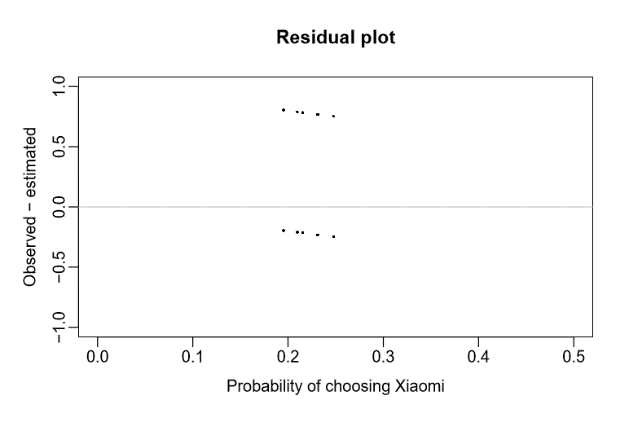 Residual plot
Observed − estimated
1.0
0.5
0.0
−0.5
−1.0
0.0 0.1 0.2 0.3 0.4 0.5
Probability of choosing Xiaomi